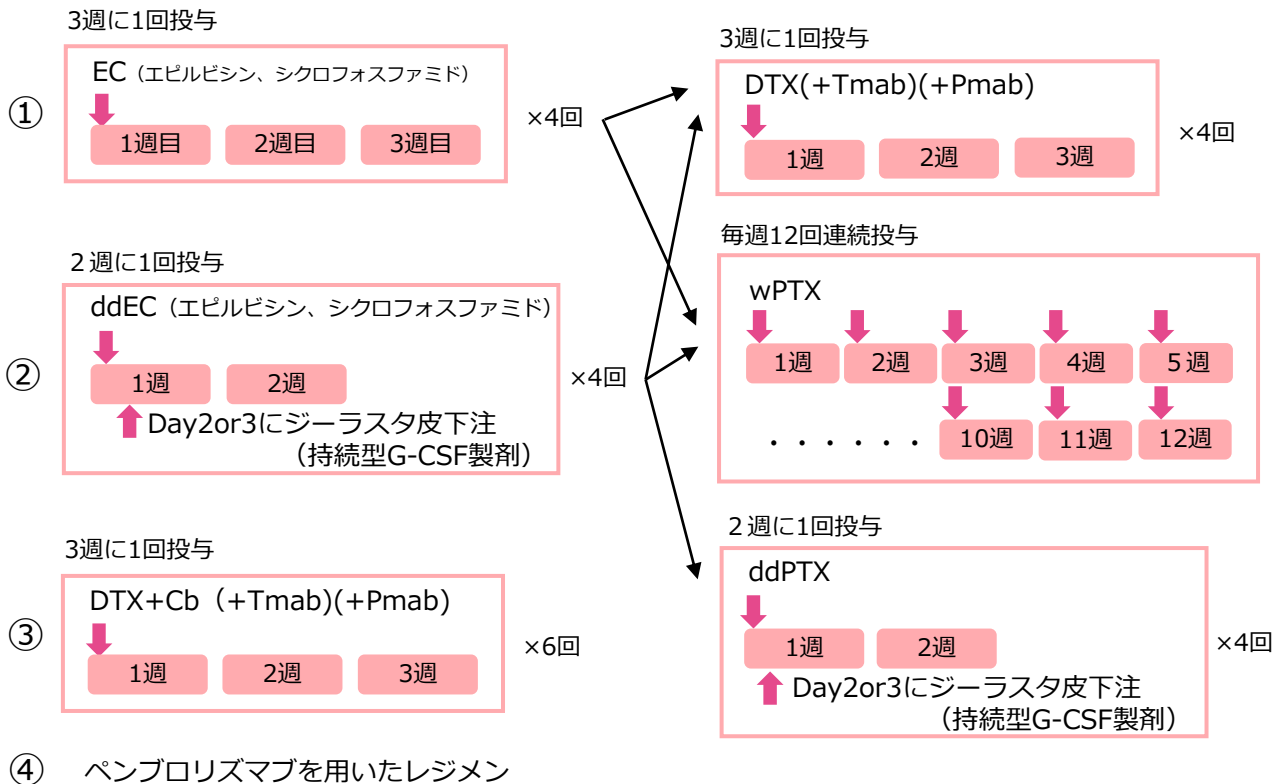 ①
3週に1回投与
EC（エピルビシン、シクロフォスファミド）
1週目
2週目
3週目
×4回
②
２週に1回投与
ddEC（エピルビシン、シクロフォスファミド）
1週
2週
Day2or3にジーラスタ皮下注
（持続型G-CSF製剤）
×4回
③
3週に1回投与
DTX+Cb（+Tmab)(+Pmab)
1週
2週
3週
×6回
④ ペンブロリズマブを用いたレジメン
3週に1回投与
DTX(+Tmab)(+Pmab)
1週
2週
3週
×4回
毎週12回連続投与
wPTX
1週
2週
3週
4週
５週
・・・・・・
10週
11週
12週
２週に1回投与
ddPTX
1週
2週
Day2or3にジーラスタ皮下注
（持続型G-CSF製剤）
×4回